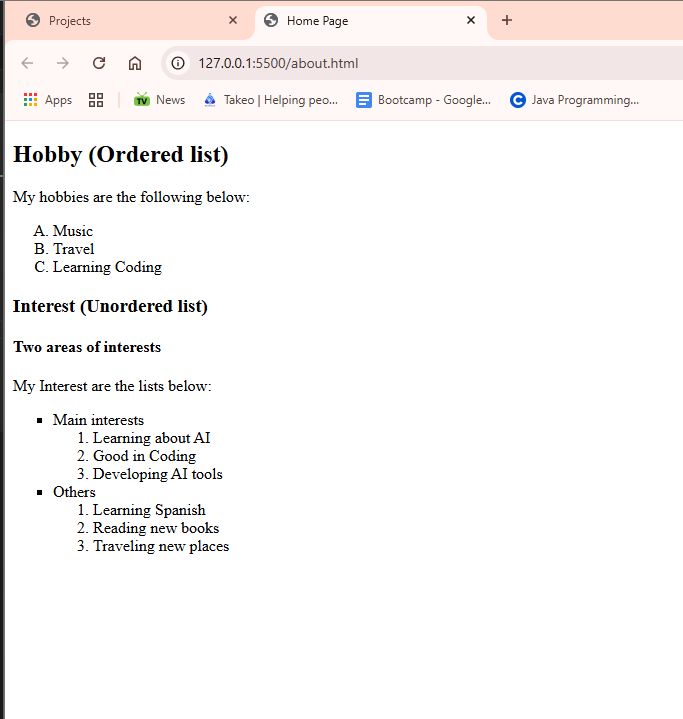 Projects
Home Page
127.0.0.1:5500/about.html
Apps
News
Takeo | Helping peo...
Bootcamp - Google...
Java Programming...
Hobby (Ordered list)
My hobbies are the following below:
A. Music
B. Travel
C. Learning Coding
Interest (Unordered list)
Two areas of interests
My Interest are the lists below:
▪ Main interests
1. Learning about AI
2. Good in Coding
3. Developing AI tools
▪ Others
1. Learning Spanish
2. Reading new books
3. Traveling new places